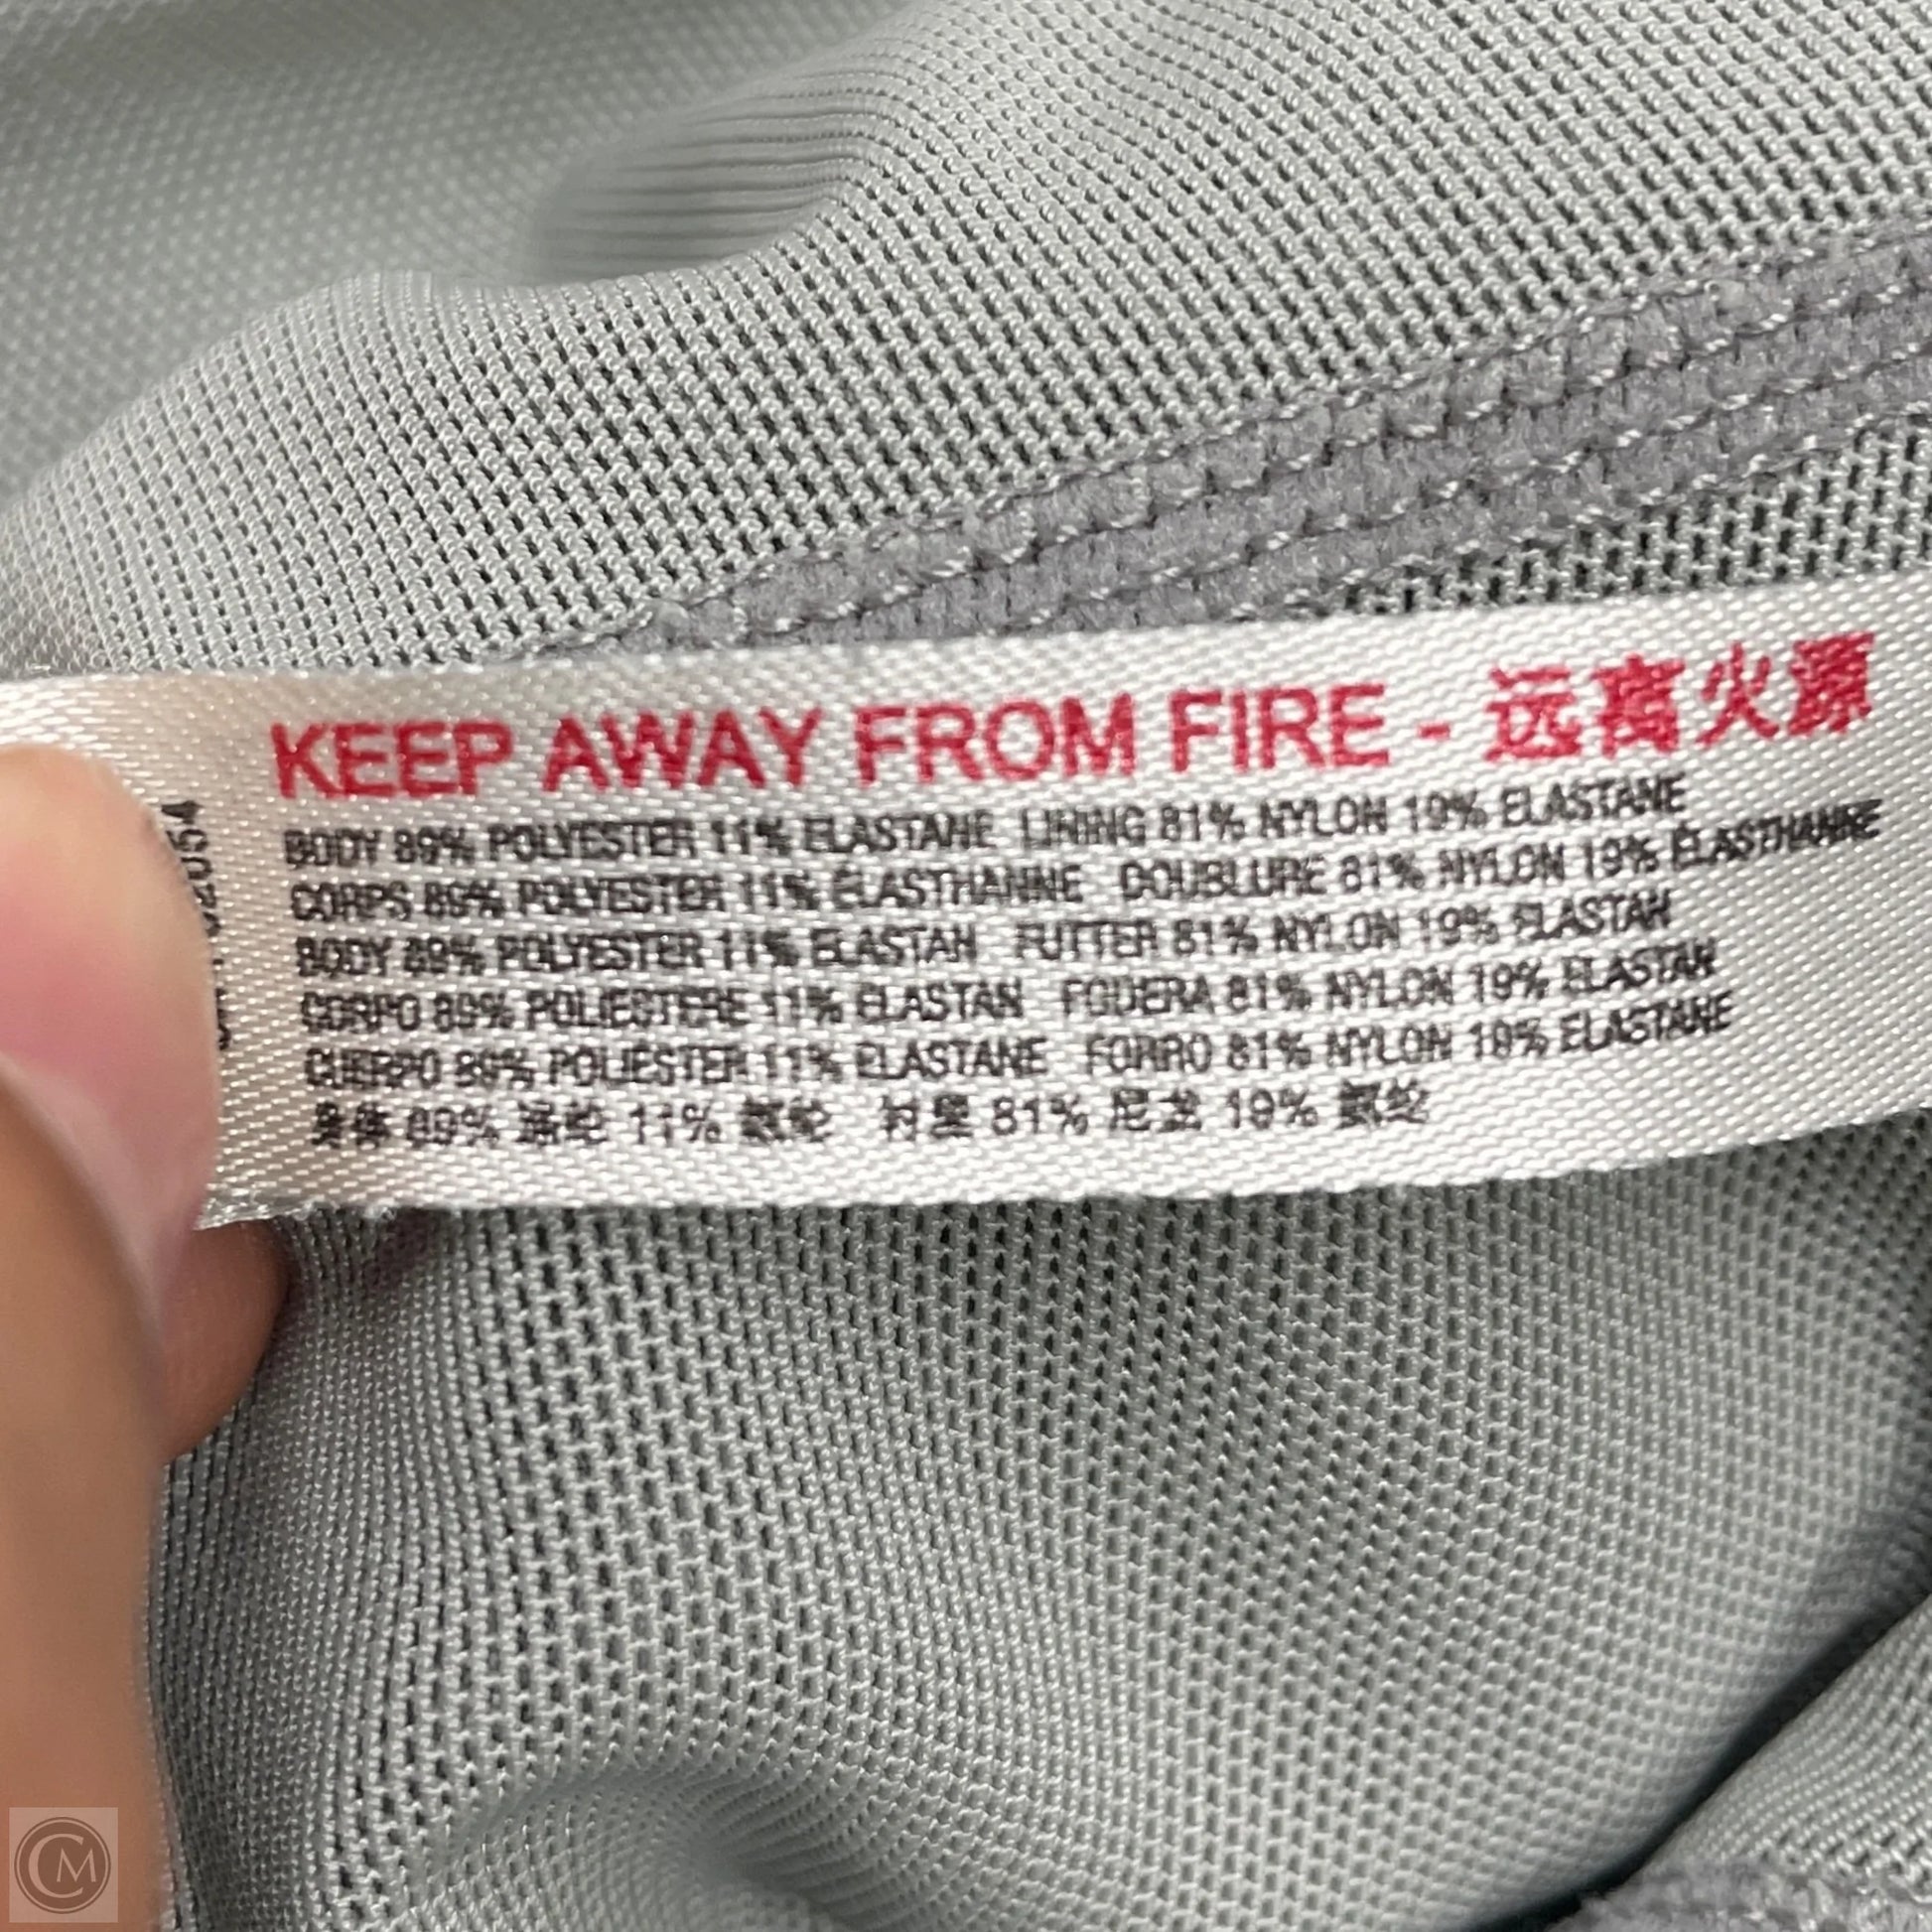 KEEP AWAY FROM FIRE - 远离火源
BODY 89% POLYESTER 11% ELASTANE LINING 81% NYLON 19% ELASTANE
CORPS 89% POLYESTER 11% ÉLASTHANNE DOUBLURE 81% NYLON 19% ÉLASTHANNE
BODY 89% POLYESTER 11% ELASTAN FUTTER 81% NYLON 19% ELASTAN
CORPO 89% POLIESTERE 11% ELASTAN FODERA 81% NYLON 19% ELASTAN
CUERPO 89% POLIÉSTER 11% ELASTANE FORRO 81% NYLON 19% ELASTANE
身体 89% 涤纶 11% 氨纶 衬里 81% 尼龙 19% 氨纶
CM